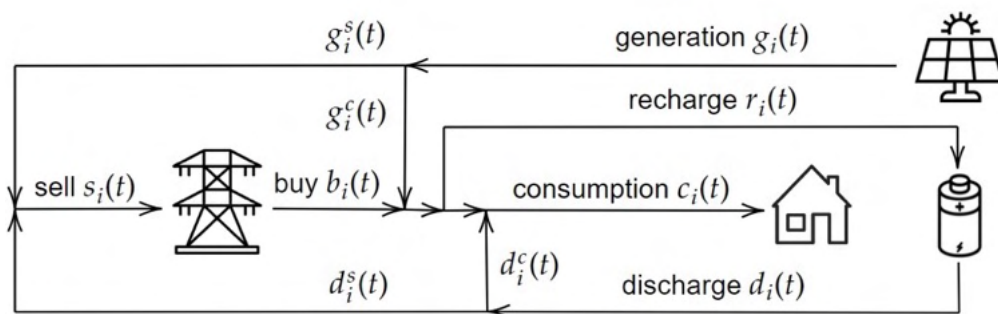 g_i^s(t)
generation g_i(t)
g_i^c(t)
recharge r_i(t)
sell s_i(t)
buy b_i(t)
consumption c_i(t)
d_i^s(t)
d_i^c(t)
discharge d_i(t)